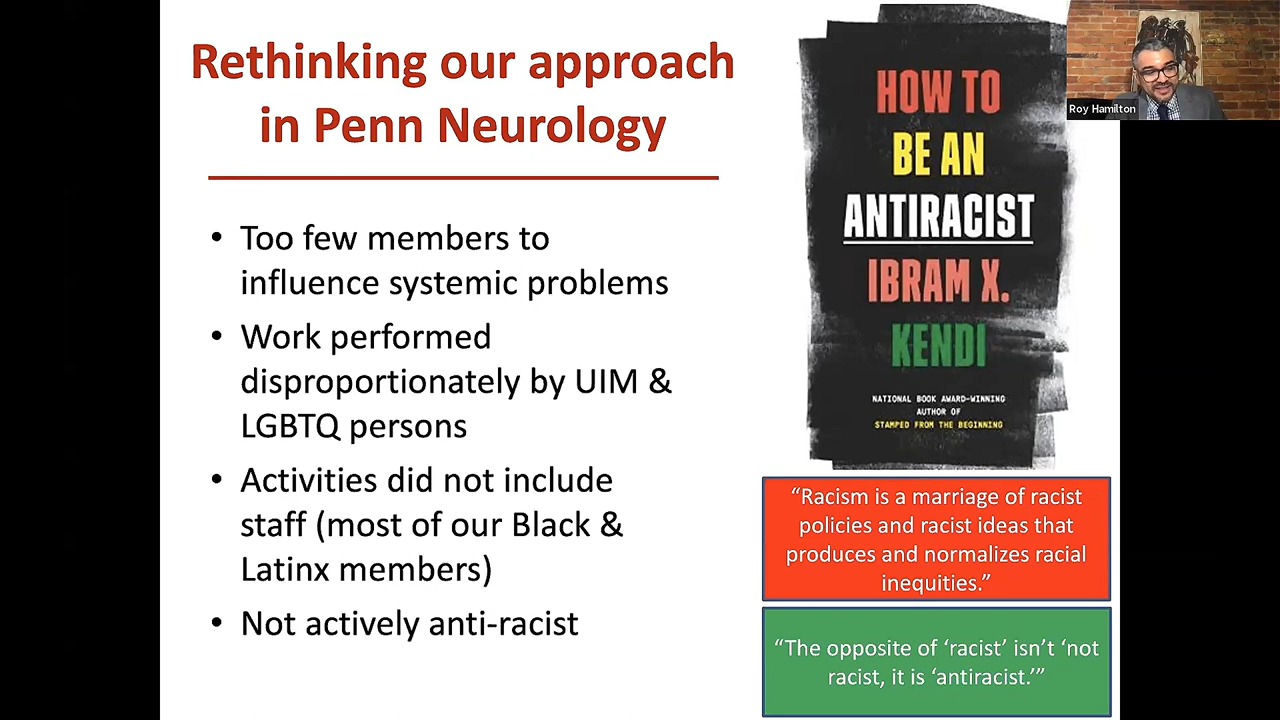 Rethinking our approach
in Penn Neurology
• Too few members to
influence systemic problems
• Work performed
disproportionately by UIM &
LGBTQ persons
• Activities did not include
staff (most of our Black &
Latinx members)
• Not actively anti-racist
HOW TO
BE AN
ANTIRACIST
IBRAM X.
KENDI
NATIONAL BOOK AWARD–WINNING
AUTHOR OF
STAMPED FROM THE BEGINNING
“Racism is a marriage of racist
policies and racist ideas that
produces and normalizes racial
inequities.”
“The opposite of ‘racist’ isn’t ‘not
racist, it is ‘antiracist.’”
Roy Hamilton